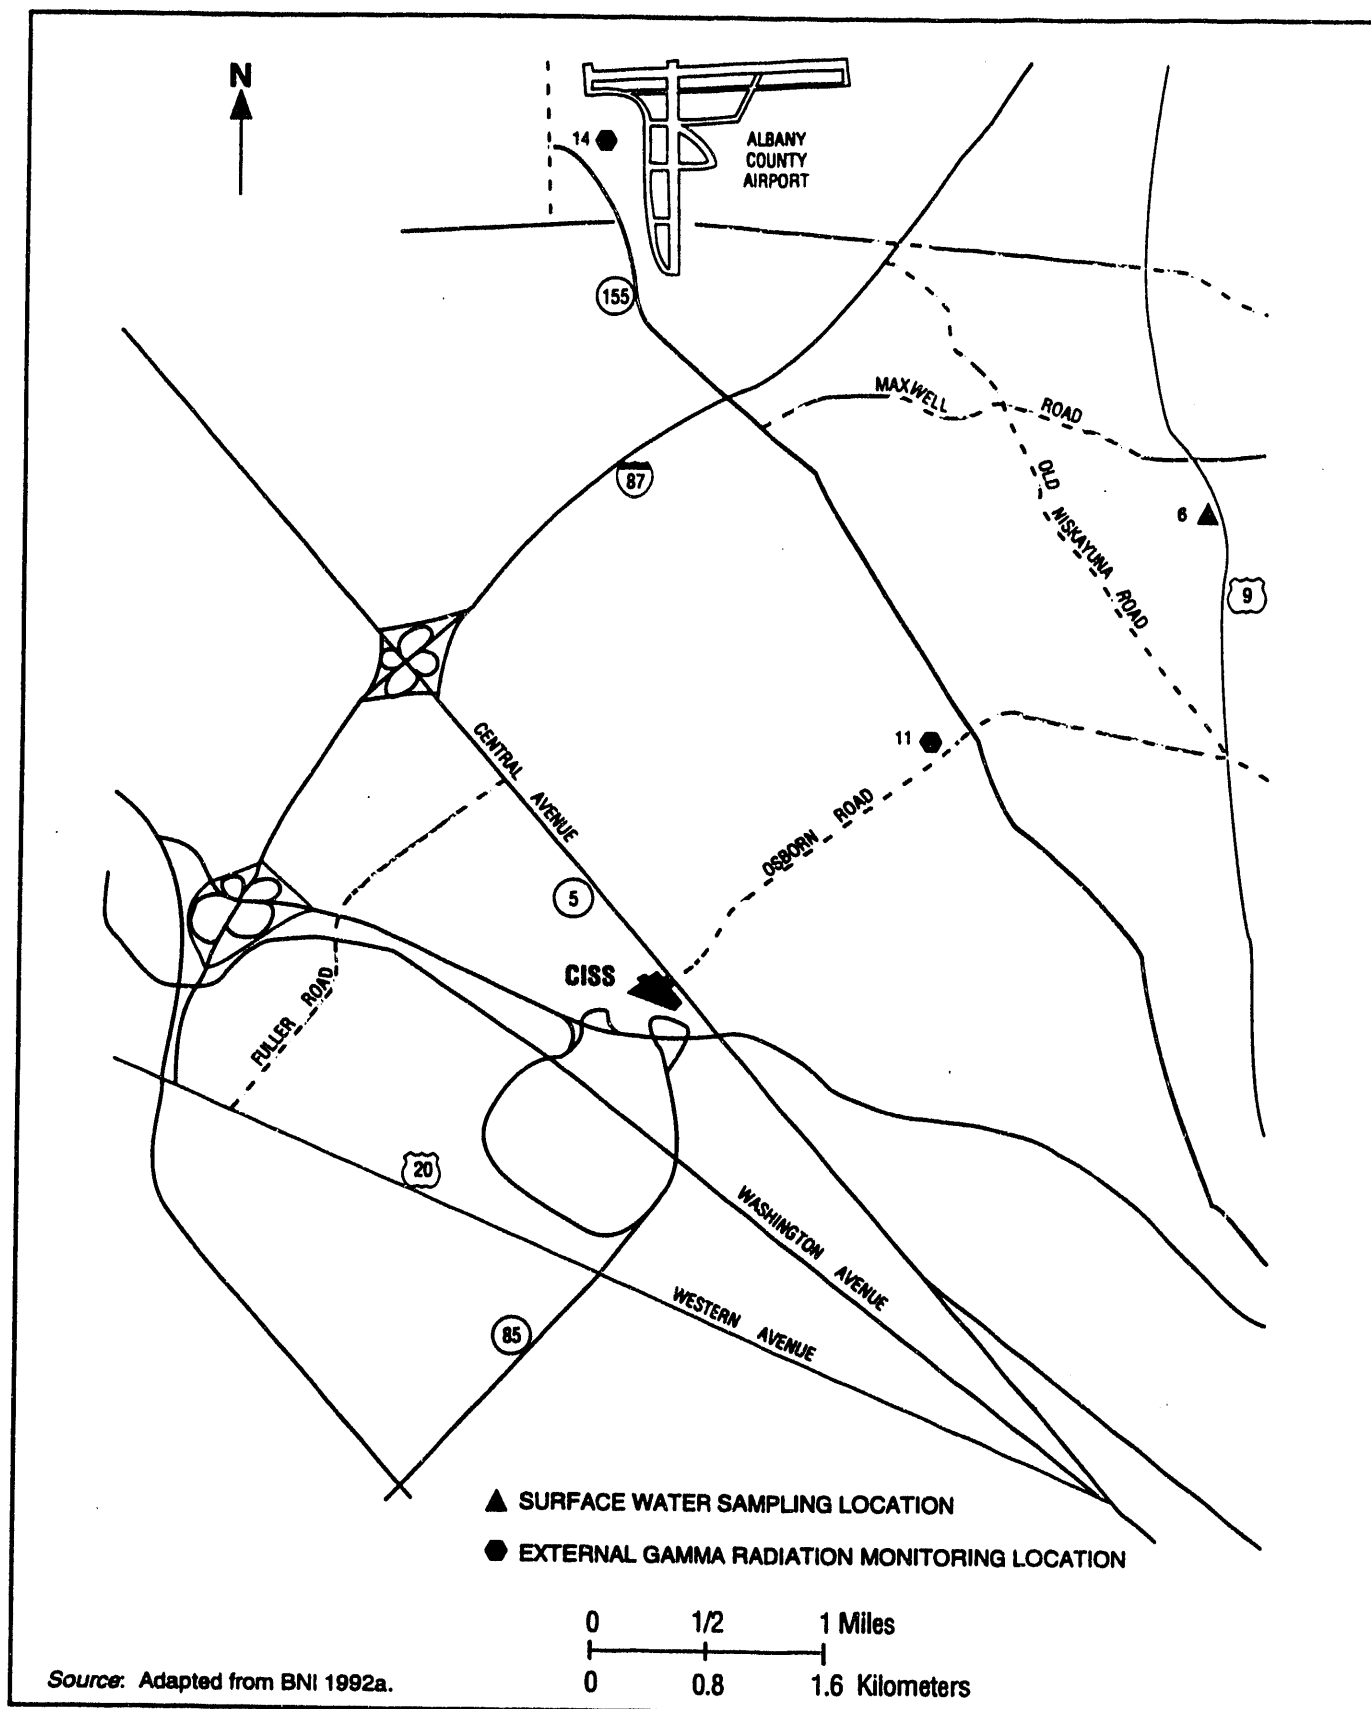 N
14
ALBANY
COUNTY
AIRPORT
155
MAXWELL ROAD
87
OLD NISKAYUNA ROAD
6
9
11
CENTRAL AVENUE
OSBORN ROAD
5
CISS
FULLER ROAD
20
WASHINGTON AVENUE
WESTERN AVENUE
85
SURFACE WATER SAMPLING LOCATION
EXTERNAL GAMMA RADIATION MONITORING LOCATION
0 1/2 1 Miles
0 0.8 1.6 Kilometers
Source: Adapted from BNI 1992a.